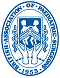 BRITISH ASSOCIATION OF PAEDIATRIC SURGEONS
1953